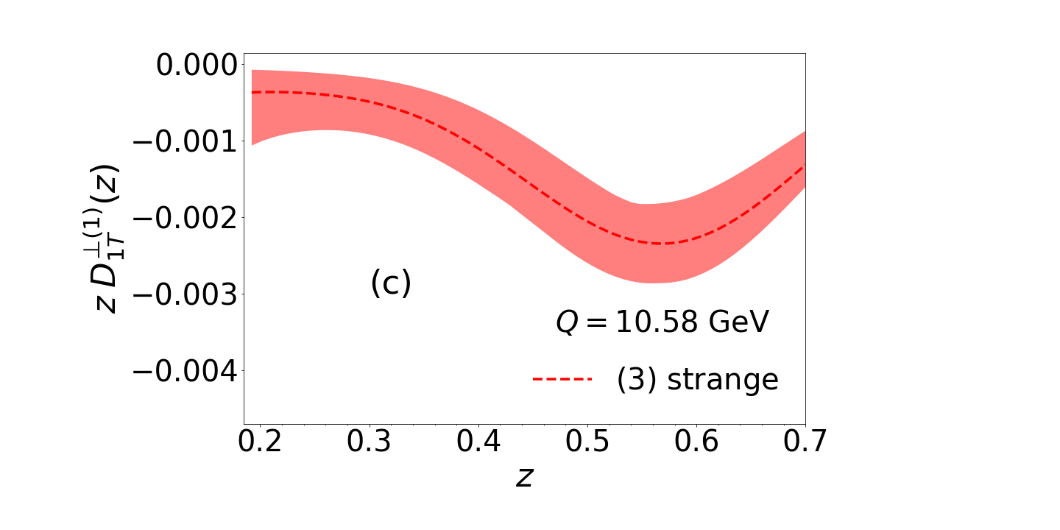 0.000
−0.001
−0.002
−0.003
−0.004
z D_{1T}^{⊥(1)}(z)
(c)
Q = 10.58 GeV
(3) strange
0.2 0.3 0.4 0.5 0.6 0.7
z